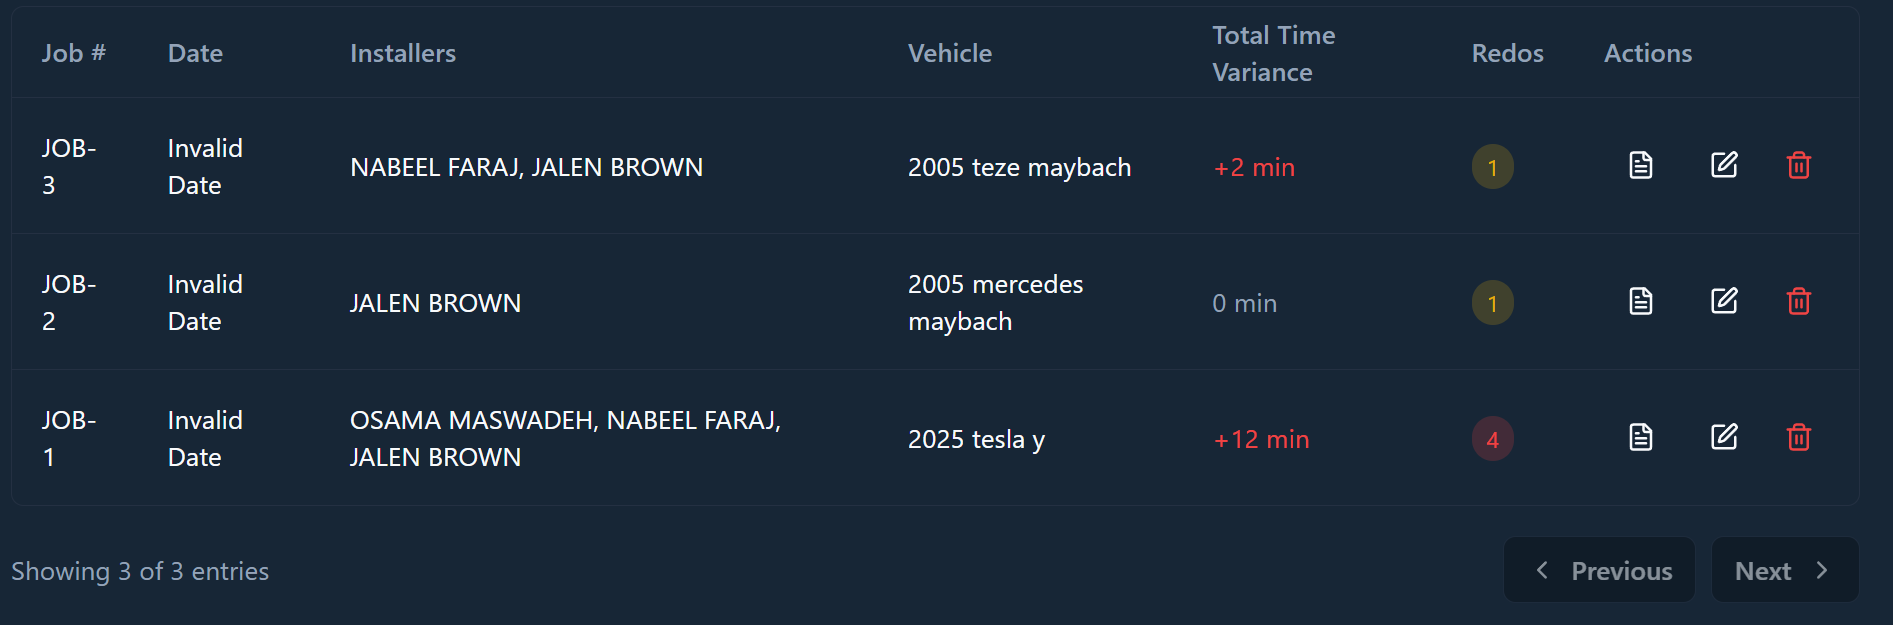 Job # Date Installers Vehicle Total Time Variance Redos Actions
JOB-3 Invalid Date NABEEL FARAJ, JALEN BROWN 2005 teze maybach +2 min 1
JOB-2 Invalid Date JALEN BROWN 2005 mercedes maybach 0 min 1
JOB-1 Invalid Date OSAMA MASWADEH, NABEEL FARAJ, JALEN BROWN 2025 tesla y +12 min 4
Showing 3 of 3 entries Previous Next